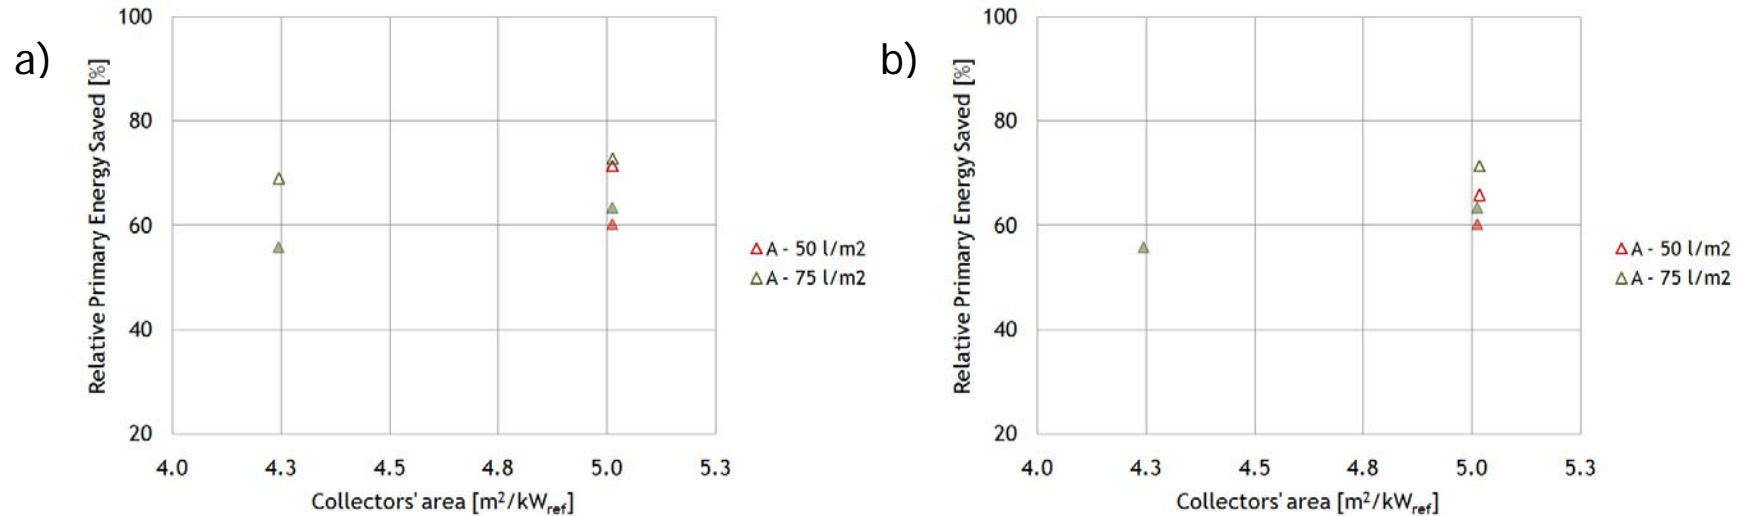 a)
Relative Primary Energy Saved [%]
100
80
60
40
20
4.0 4.3 4.5 4.8 5.0 5.3
Collectors' area [m²/kWref]
A - 50 l/m2
A - 75 l/m2
b)
Relative Primary Energy Saved [%]
100
80
60
40
20
4.0 4.3 4.5 4.8 5.0 5.3
Collectors' area [m²/kWref]
A - 50 l/m2
A - 75 l/m2